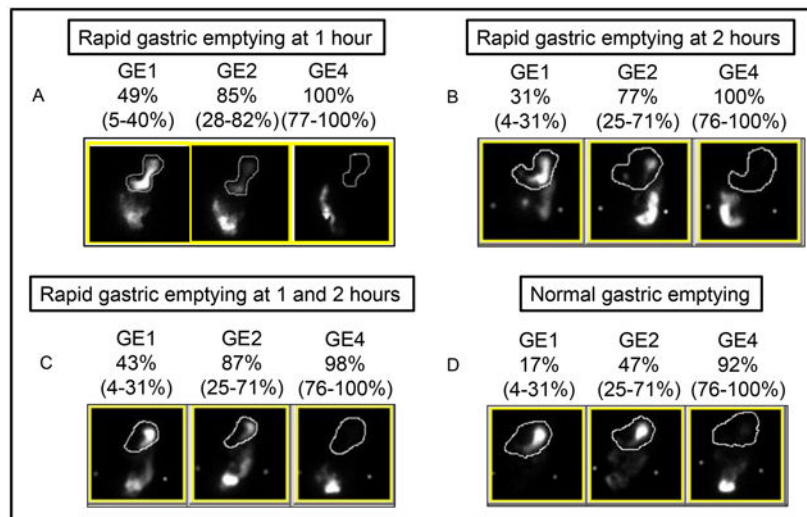 Rapid gastric emptying at 1 hour
A
GE1 GE2 GE4
49% 85% 100%
(5-40%) (28-82%) (77-100%)
Rapid gastric emptying at 2 hours
B
GE1 GE2 GE4
31% 77% 100%
(4-31%) (25-71%) (76-100%)
Rapid gastric emptying at 1 and 2 hours
C
GE1 GE2 GE4
43% 87% 98%
(4-31%) (25-71%) (76-100%)
Normal gastric emptying
D
GE1 GE2 GE4
17% 47% 92%
(4-31%) (25-71%) (76-100%)